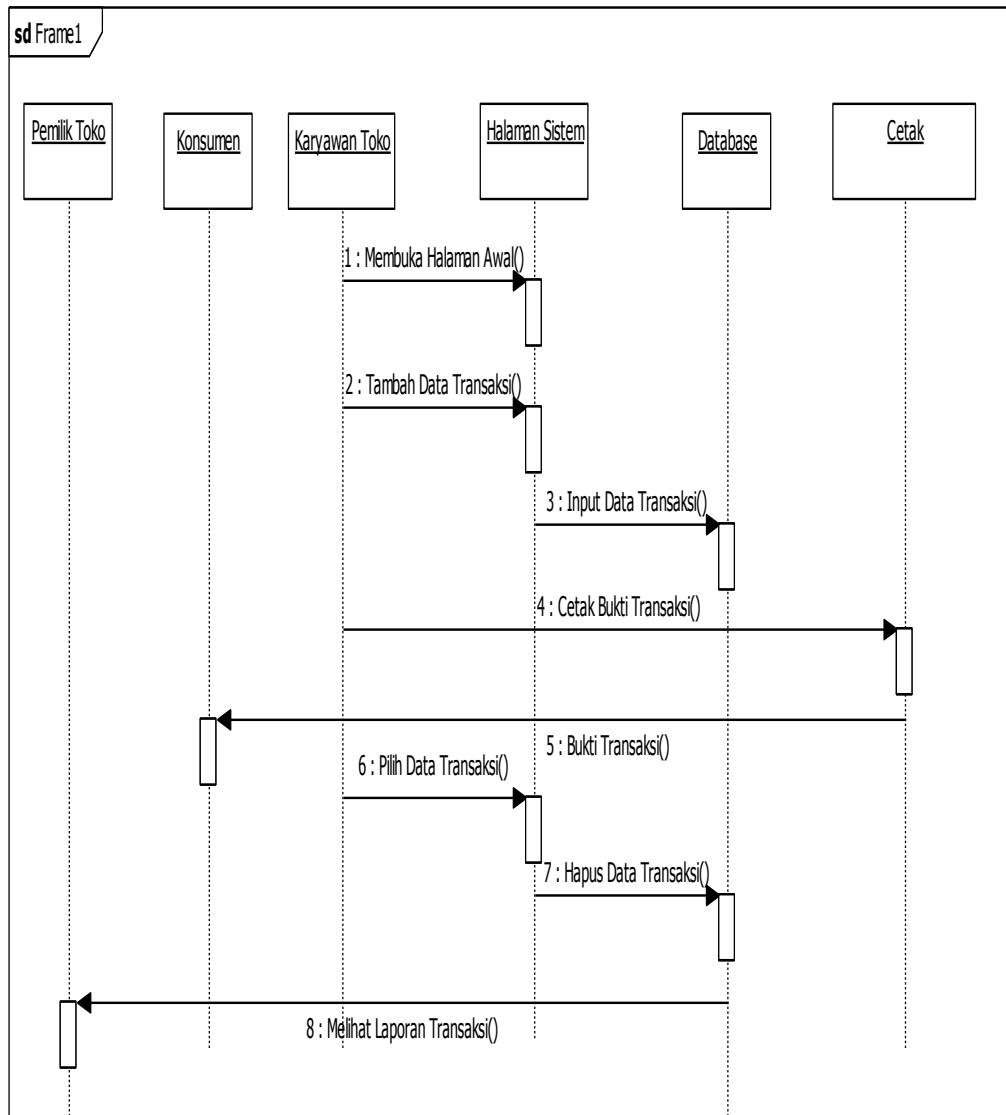 sd Frame1
Pemilik Toko
Konsumen
Karyawan Toko
Halaman Sistem
Database
Cetak
1 : Membuka Halaman Awal()
2 : Tambah Data Transaksi()
3 : Input Data Transaksi()
4 : Cetak Bukti Transaksi()
5 : Bukti Transaksi()
6 : Pilih Data Transaksi()
7 : Hapus Data Transaksi()
8 : Melihat Laporan Transaksi()